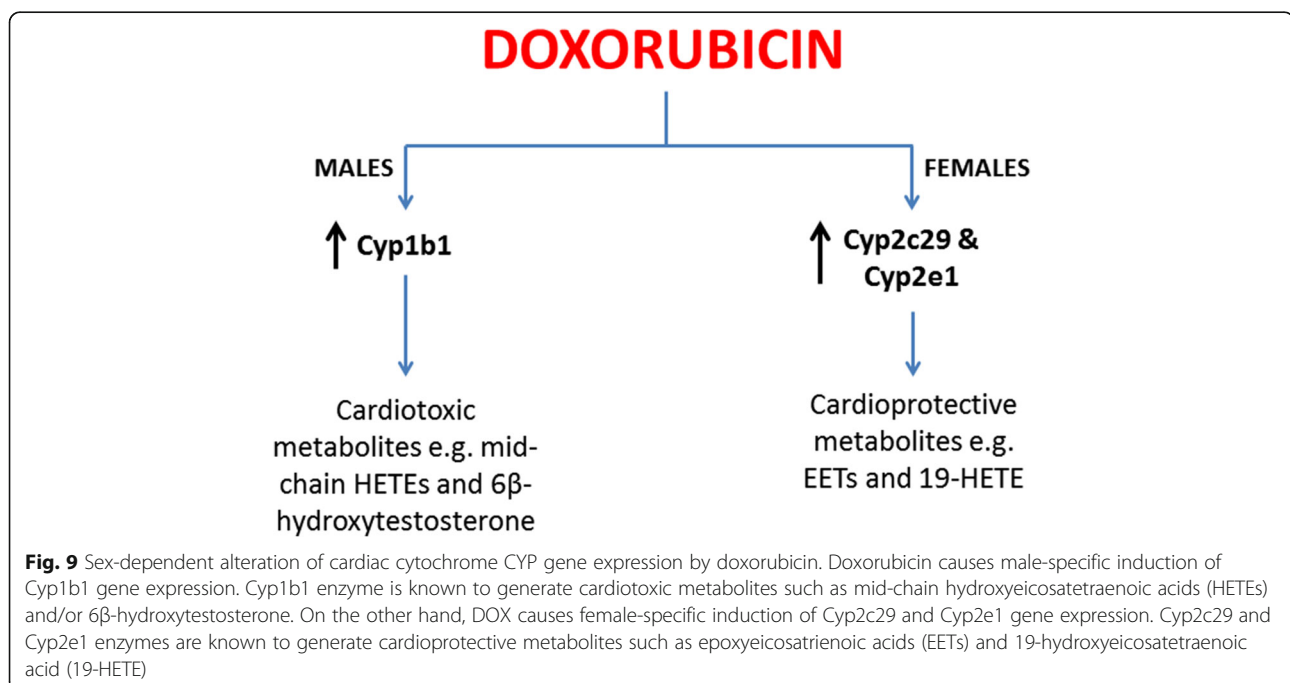 DOXORUBICIN
MALES
FEMALES
Cyp1b1
Cyp2c29 &
Cyp2e1
Cardiotoxic
metabolites e.g. mid-
chain HETEs and 6β-
hydroxytestosterone
Cardioprotective
metabolites e.g.
EETs and 19-HETE
Fig. 9 Sex-dependent alteration of cardiac cytochrome CYP gene expression by doxorubicin. Doxorubicin causes male-specific induction of
Cyp1b1 gene expression. Cyp1b1 enzyme is known to generate cardiotoxic metabolites such as mid-chain hydroxyeicosatetraenoic acids (HETEs)
and/or 6β-hydroxytestosterone. On the other hand, DOX causes female-specific induction of Cyp2c29 and Cyp2e1 gene expression. Cyp2c29 and
Cyp2e1 enzymes are known to generate cardioprotective metabolites such as epoxyeicosatrienoic acids (EETs) and 19-hydroxyeicosatetraenoic
acid (19-HETE)